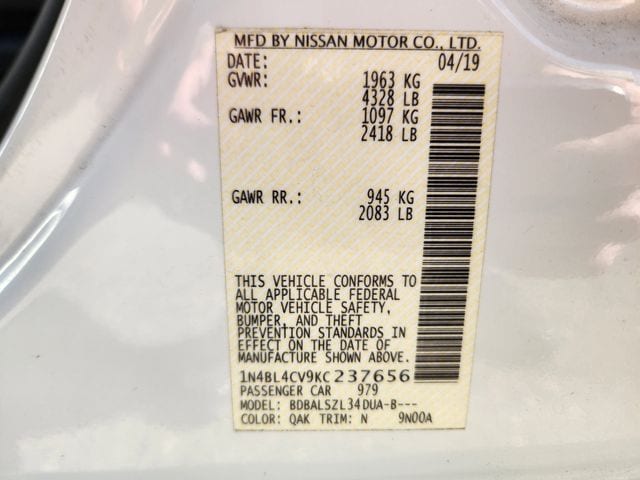 MFD BY NISSAN MOTOR CO., LTD.
DATE: 04/19
GVWR: 1963 KG
4328 LB
GAWR FR.: 1097 KG
2418 LB
GAWR RR.: 945 KG
2083 LB
THIS VEHICLE CONFORMS TO
ALL APPLICABLE FEDERAL
MOTOR VEHICLE SAFETY,
BUMPER, AND THEFT
PREVENTION STANDARDS IN
EFFECT ON THE DATE OF
MANUFACTURE SHOWN ABOVE.
1N4BL4CV9KC237656
PASSENGER CAR 979
MODEL: BDBALSZL34DUA-B---
COLOR: QAK TRIM: N 9N00A